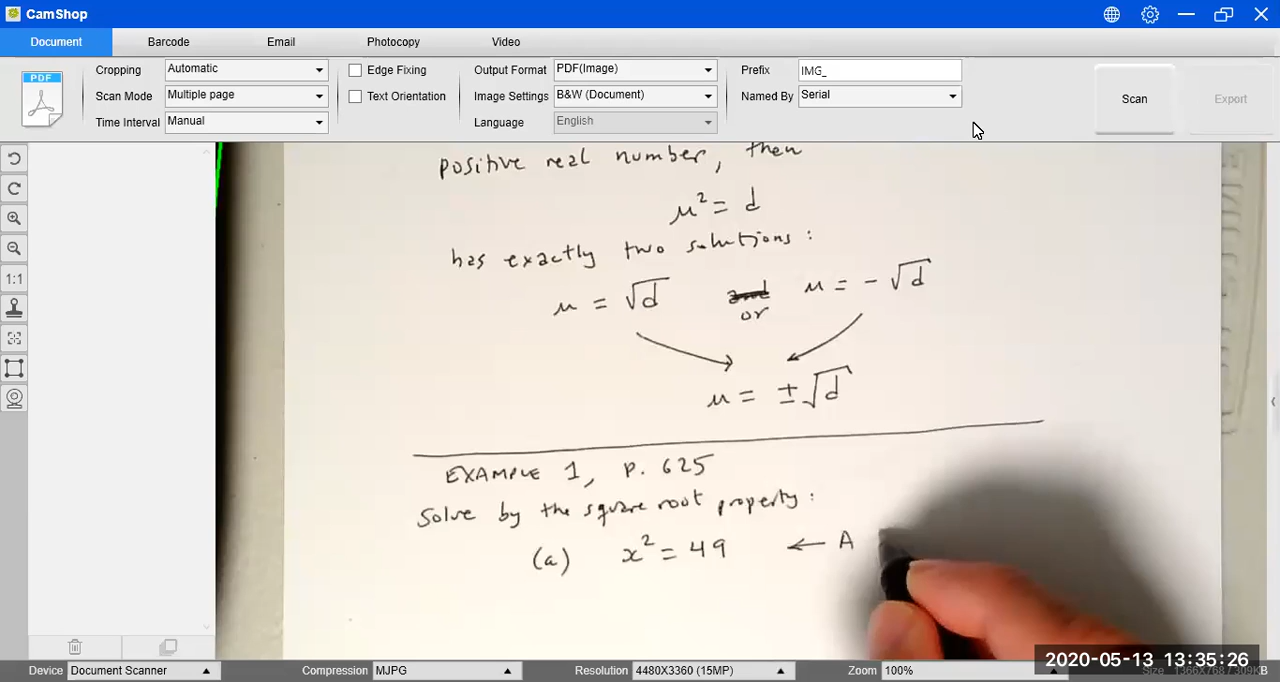 CamShop
Document Barcode Email Photocopy Video
Cropping Automatic Edge Fixing Output Format PDF(Image) Prefix IMG_
PDF Scan Mode Multiple page Text Orientation Image Settings B&W (Document) Named By Serial Scan Export
Time Interval Manual Language English
1:1
positive real number, then
u² = d
has exactly two solutions:
u = √d and or u = -√d
u = ±√d
EXAMPLE 1, p. 625
Solve by the square root property:
(a) x² = 49 ← A
2020-05-13 13:35:26
Device Document Scanner Compression MJPG Resolution 4480X3360 (15MP) Zoom 100%